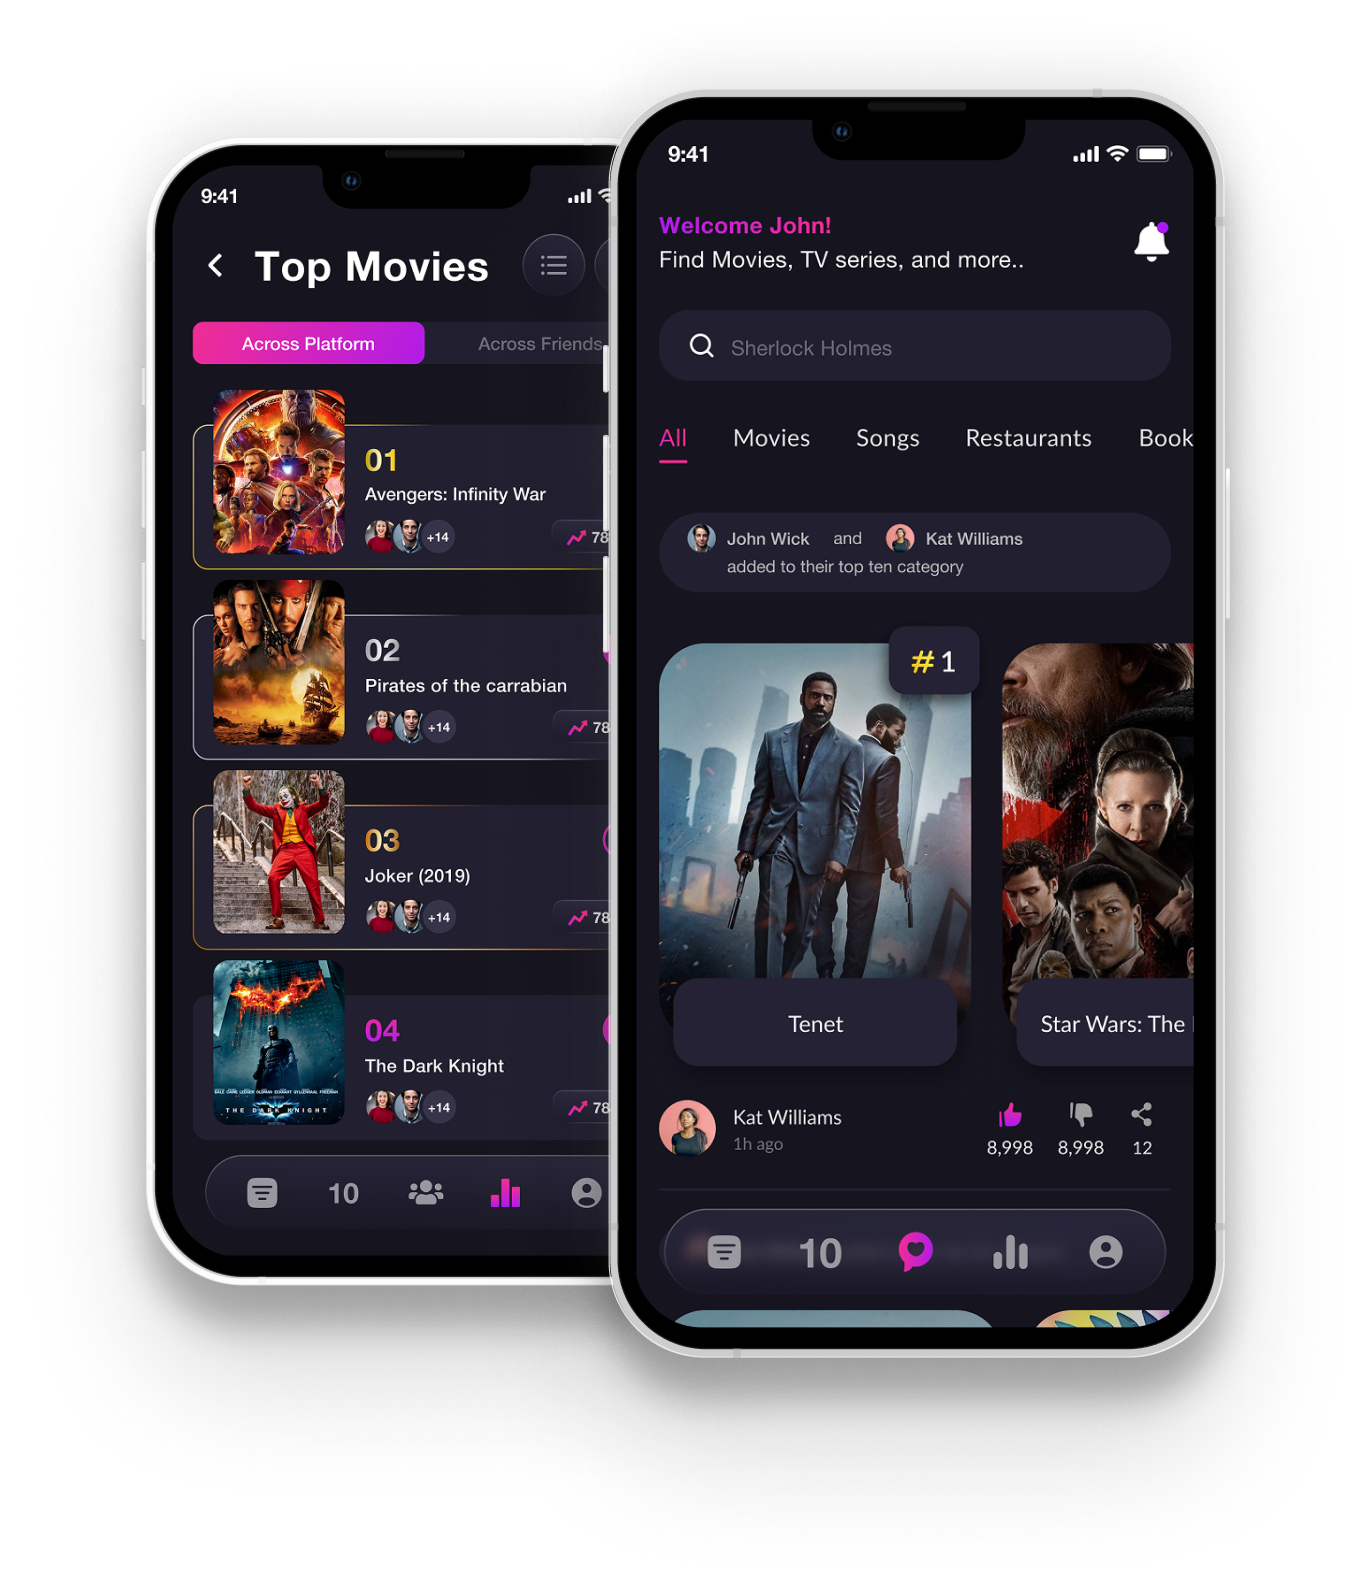 9:41
Top Movies
Across Platform
Across Friends
01
Avengers: Infinity War
+14
78
02
Pirates of the carrabian
+14
78
03
Joker (2019)
+14
78
THE DARK KNIGHT
04
The Dark Knight
+14
78
10
9:41
Welcome John!
Find Movies, TV series, and more..
Sherlock Holmes
All Movies Songs Restaurants Book
John Wick and Kat Williams
added to their top ten category
#1
Tenet
Star Wars: The
Kat Williams
1h ago
8,998 8,998 12
10